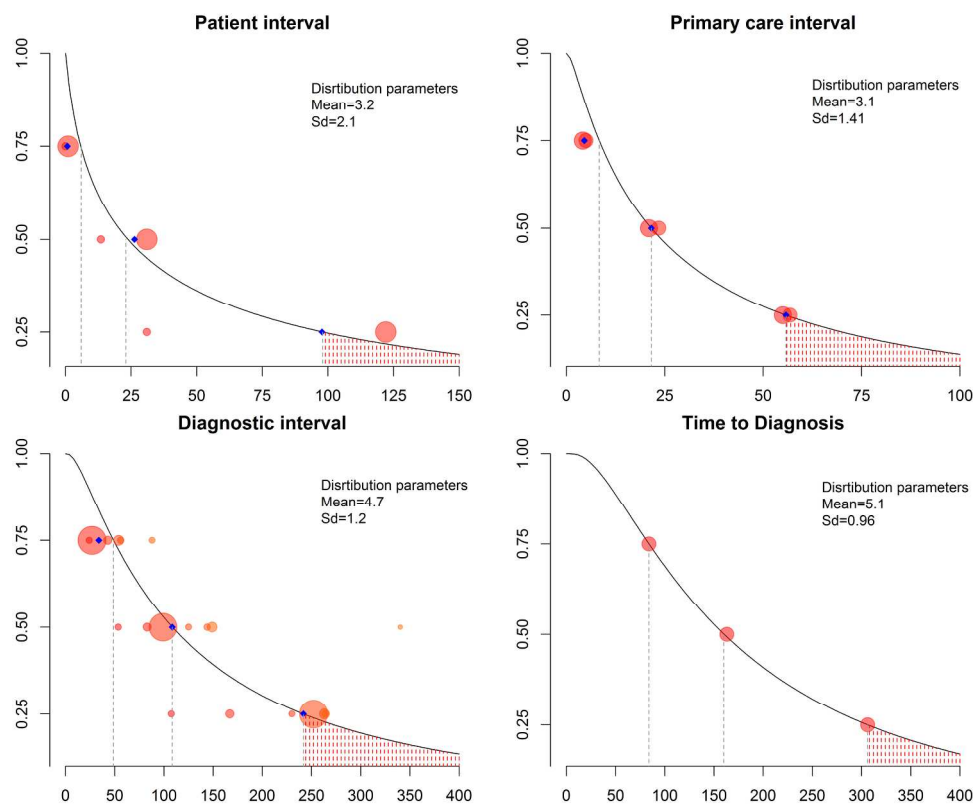 Patient interval
1.00
0.75
0.50
0.25
Disrtibution parameters
Mean=3.2
Sd=2.1
0 25 50 75 100 125 150
Primary care interval
1.00
0.75
0.50
0.25
Disrtibution parameters
Mean=3.1
Sd=1.41
0 25 50 75 100
Diagnostic interval
1.00
0.75
0.50
0.25
Disrtibution parameters
Mean=4.7
Sd=1.2
0 50 100 150 200 250 300 350 400
Time to Diagnosis
1.00
0.75
0.50
0.25
Disrtibution parameters
Mean=5.1
Sd=0.96
0 100 200 300 400